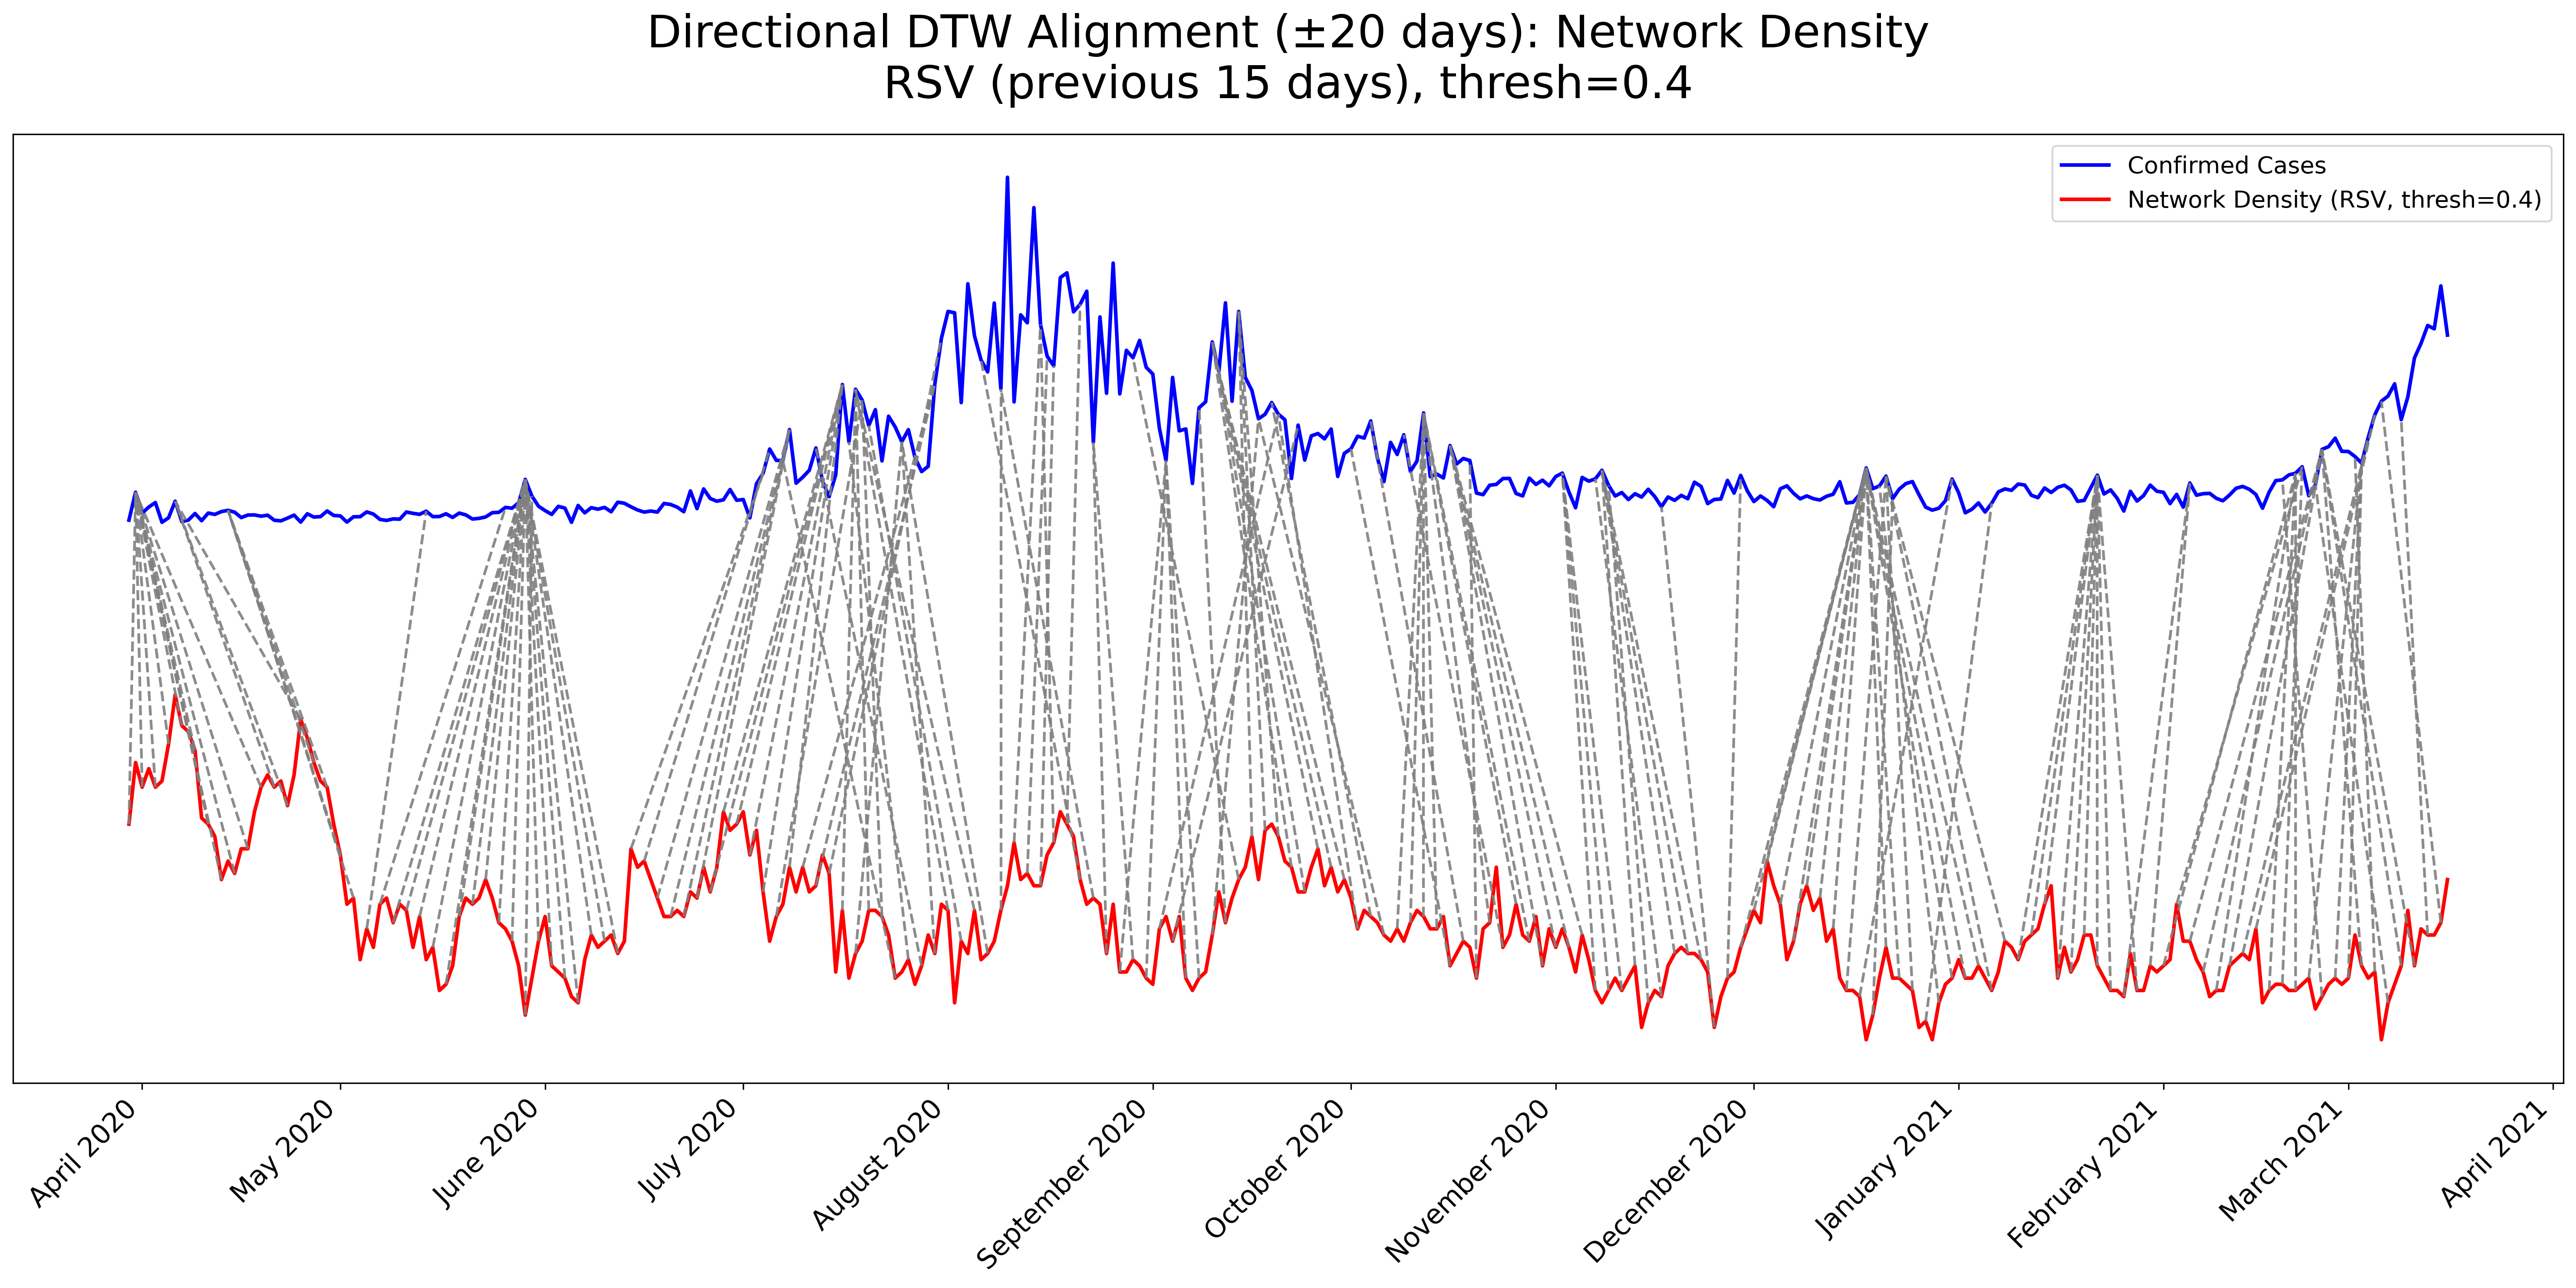 Directional DTW Alignment (±20 days): Network Density
RSV (previous 15 days), thresh=0.4
Confirmed Cases
Network Density (RSV, thresh=0.4)
April 2020
May 2020
June 2020
July 2020
August 2020
September 2020
October 2020
November 2020
December 2020
January 2021
February 2021
March 2021
April 2021